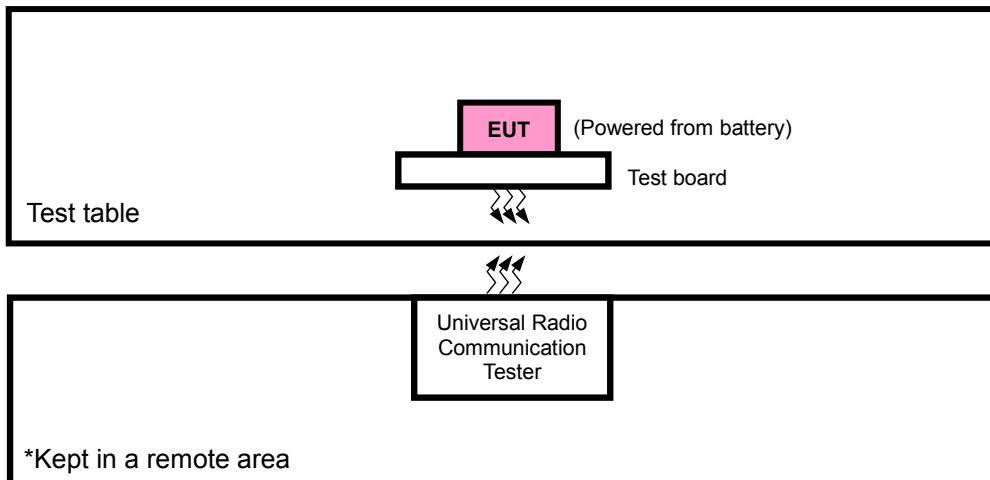 EUT
(Powered from battery)
Test board
Test table
Universal Radio
Communication
Tester
*Kept in a remote area